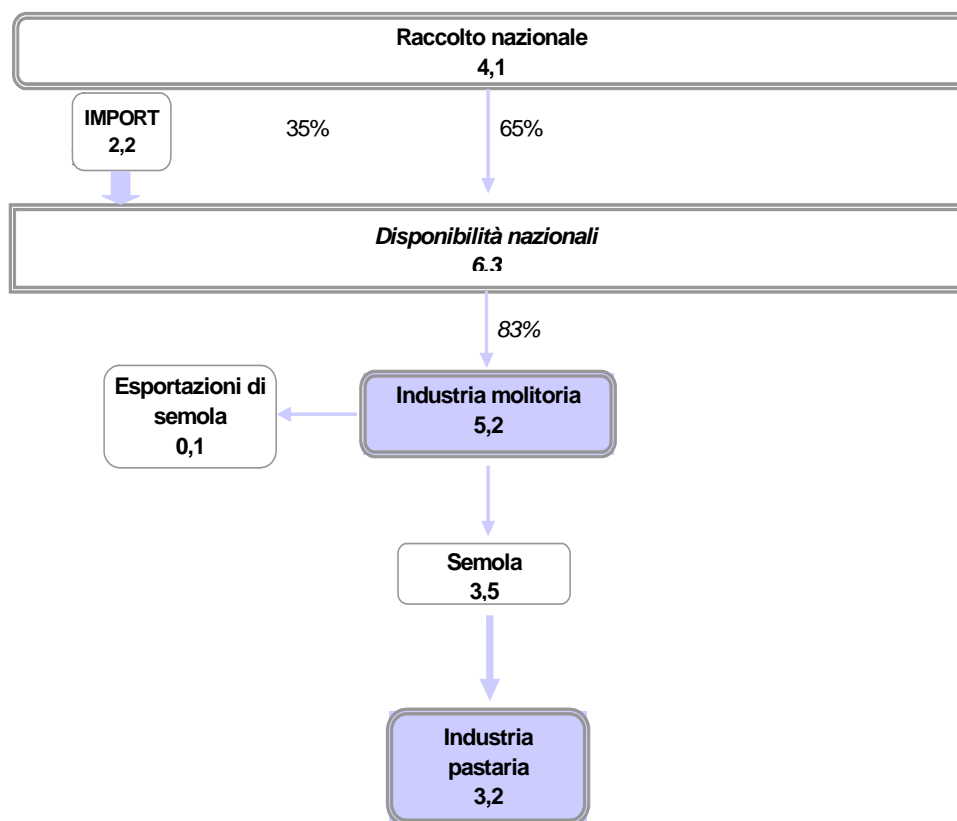 Raccolto nazionale
4,1
IMPORT
2,2
35%
65%
Disponibilità nazionali
6,3
83%
Esportazioni di
semola
0,1
Industria molitoria
5,2
Semola
3,5
Industria
pastaria
3,2